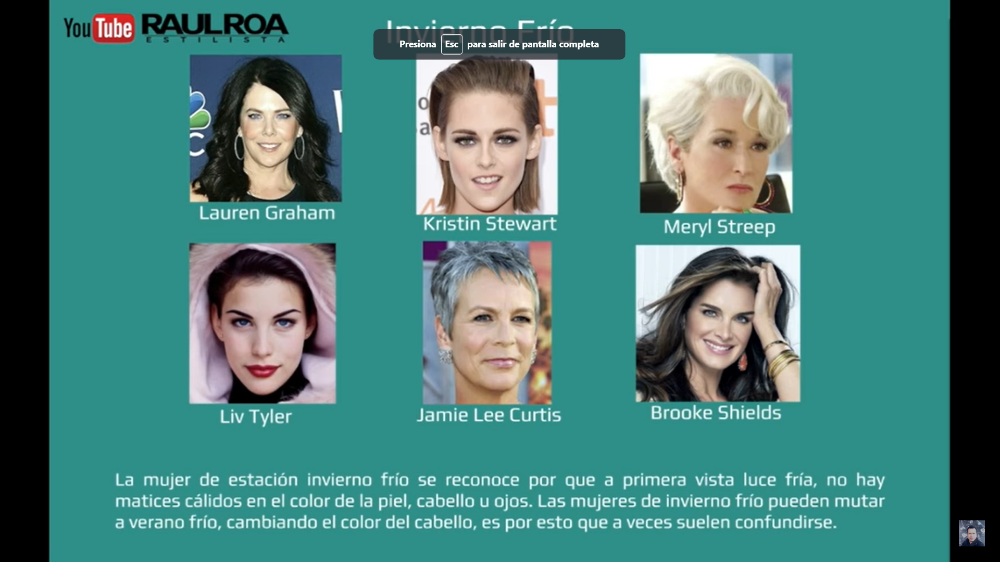 YouTube RAUL ROA
ESTILISTA
Invierno Frío
Presiona Esc para salir de pantalla completa
Lauren Graham
Kristin Stewart
Meryl Streep
Liv Tyler
Jamie Lee Curtis
Brooke Shields
La mujer de estación invierno frío se reconoce por que a primera vista luce fría, no hay
matices cálidos en el color de la piel, cabello u ojos. Las mujeres de invierno frío pueden mutar
a verano frío, cambiando el color del cabello, es por esto que a veces suelen confundirse.